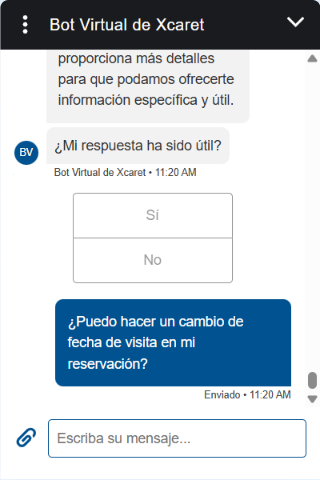 Bot Virtual de Xcaret
proporciona más detalles
para que podamos ofrecerte
información específica y útil.
¿Mi respuesta ha sido útil?
BV
Bot Virtual de Xcaret • 11:20 AM
Sí
No
¿Puedo hacer un cambio de
fecha de visita en mi
reservación?
Enviado • 11:20 AM
Escriba su mensaje...